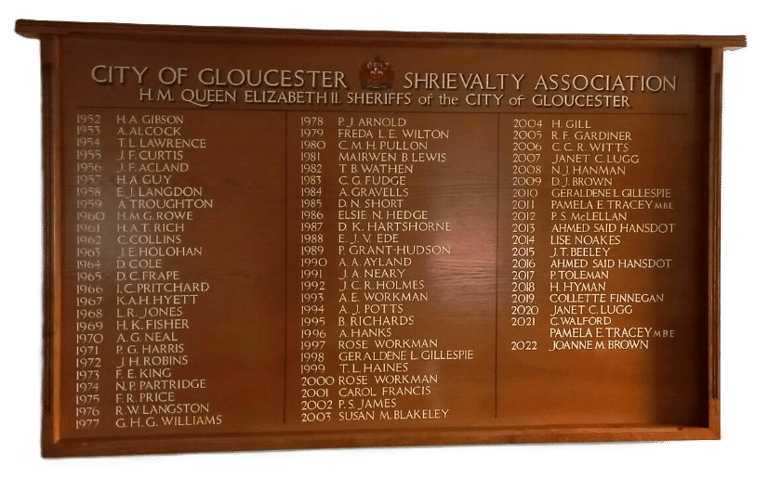 CITY OF GLOUCESTER SHRIEVALTY ASSOCIATION
H.M. QUEEN ELIZABETH II. SHERIFFS of the CITY OF GLOUCESTER
1952 H.A. GIBSON
1953 A. ALCOCK
1954 T.L. LAWRENCE
1955 J.F. CURTIS
1956 J.F. ACLAND
1957 H.A. GUY
1958 E.J. LANGDON
1959 A. TROUGHTON
1960 H.M.G. ROWE
1961 H.A.T. RICH
1962 C. COLLINS
1963 J.E. HOLOHAN
1964 D. COLE
1965 D.C. FRAPE
1966 I.C. PRITCHARD
1967 K.A.H. HYETT
1968 L.R. JONES
1969 H.K. FISHER
1970 A.G. NEAL
1971 P.G. HARRIS
1972 J.H. ROBINS
1973 F.E. KING
1974 N.P. PARTRIDGE
1975 F.R. PRICE
1976 R.W. LANGSTON
1977 G.H.G. WILLIAMS
1978 P.J. ARNOLD
1979 FREDA L.E. WILTON
1980 C.M.H. PULLON
1981 MAIRWEN B. LEWIS
1982 T.B. WATHEN
1983 C.G. FUDGE
1984 A. GRAVELLS
1985 D.N. SHORT
1986 ELSIE N. HEDGE
1987 D.K. HARTSHORNE
1988 E.J.V. EDE
1989 P. GRANT-HUDSON
1990 A.A. AYLAND
1991 J.A. NEARY
1992 J.C.R. HOLMES
1993 A.E. WORKMAN
1994 A.J. POTTS
1995 B. RICHARDS
1996 A. HANKS
1997 ROSE WORKMAN
1998 GERALDENE L. GILLESPIE
1999 T.L. HAINES
2000 ROSE WORKMAN
2001 CAROL FRANCIS
2002 P.S. JAMES
2003 SUSAN M. BLAKELEY
2004 H. GILL
2005 R.F. GARDINER
2006 C.C.R. WITTS
2007 JANET C. LUGG
2008 N.J. HANMAN
2009 D.J. BROWN
2010 GERALDENE L. GILLESPIE
2011 PAMELA E TRACEY MBE
2012 P.S. McLELLAN
2013 AHMED SAID HANSDOT
2014 LISE NOAKES
2015 J.T. BEELEY
2016 AHMED SAID HANSDOT
2017 P. TOLEMAN
2018 H. HYMAN
2019 COLLETTE FINNEGAN
2020 JANET C. LUGG
2021 C. WALFORD
PAMELA E TRACEY MBE
2022 JOANNE M. BROWN